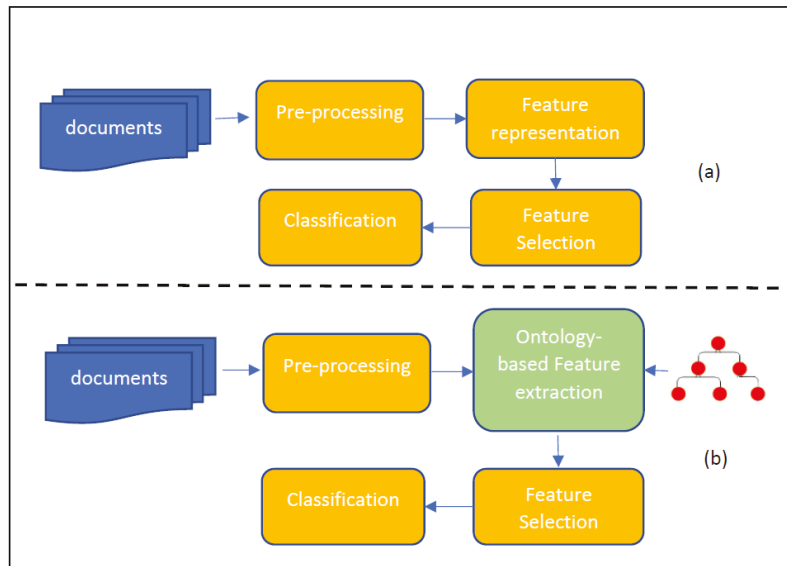 documents
Pre-processing
Feature
representation
(a)
Classification
Feature
Selection
documents
Pre-processing
Ontology-
based Feature
extraction
(b)
Classification
Feature
Selection